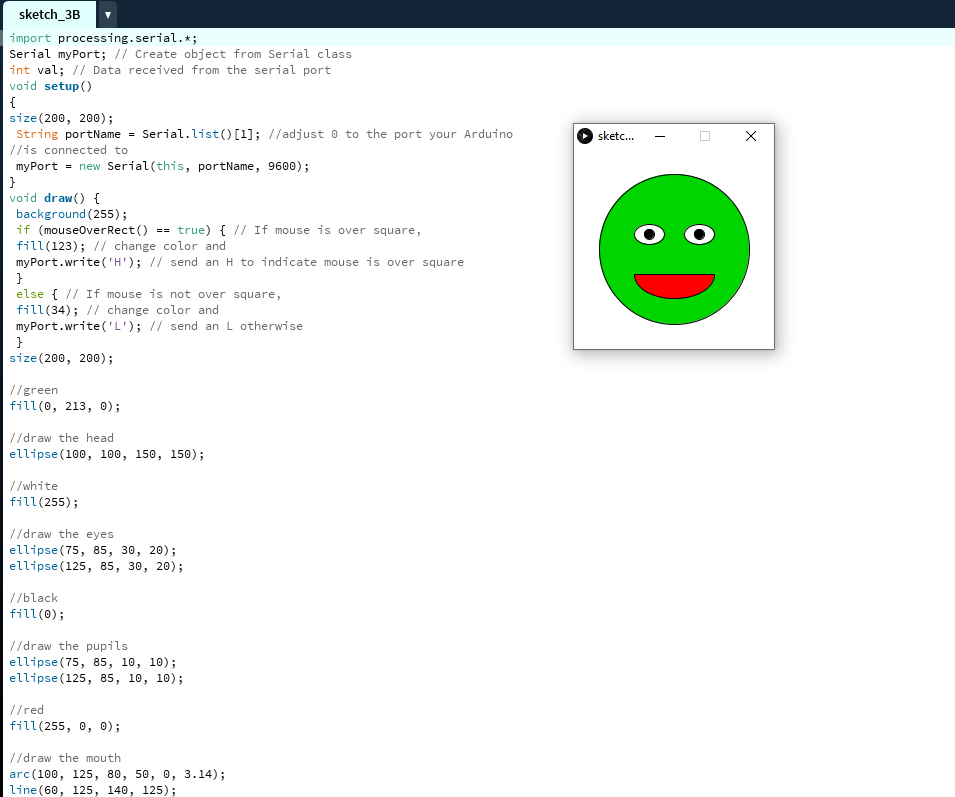 sketch_3B
import processing.serial.*;
Serial myPort; // Create object from Serial class
int val; // Data received from the serial port
void setup()
{
size(200, 200);
String portName = Serial.list()[1]; //adjust 0 to the port your Arduino
//is connected to
myPort = new Serial(this, portName, 9600);
}
void draw() {
background(255);
if (mouseOverRect() == true) { // If mouse is over square,
fill(123); // change color and
myPort.write('H'); // send an H to indicate mouse is over square
}
else { // If mouse is not over square,
fill(34); // change color and
myPort.write('L'); // send an L otherwise
}
size(200, 200);
//green
fill(0, 213, 0);
//draw the head
ellipse(100, 100, 150, 150);
//white
fill(255);
//draw the eyes
ellipse(75, 85, 30, 20);
ellipse(125, 85, 30, 20);
//black
fill(0);
//draw the pupils
ellipse(75, 85, 10, 10);
ellipse(125, 85, 10, 10);
//red
fill(255, 0, 0);
//draw the mouth
arc(100, 125, 80, 50, 0, 3.14);
line(60, 125, 140, 125);
sketc...